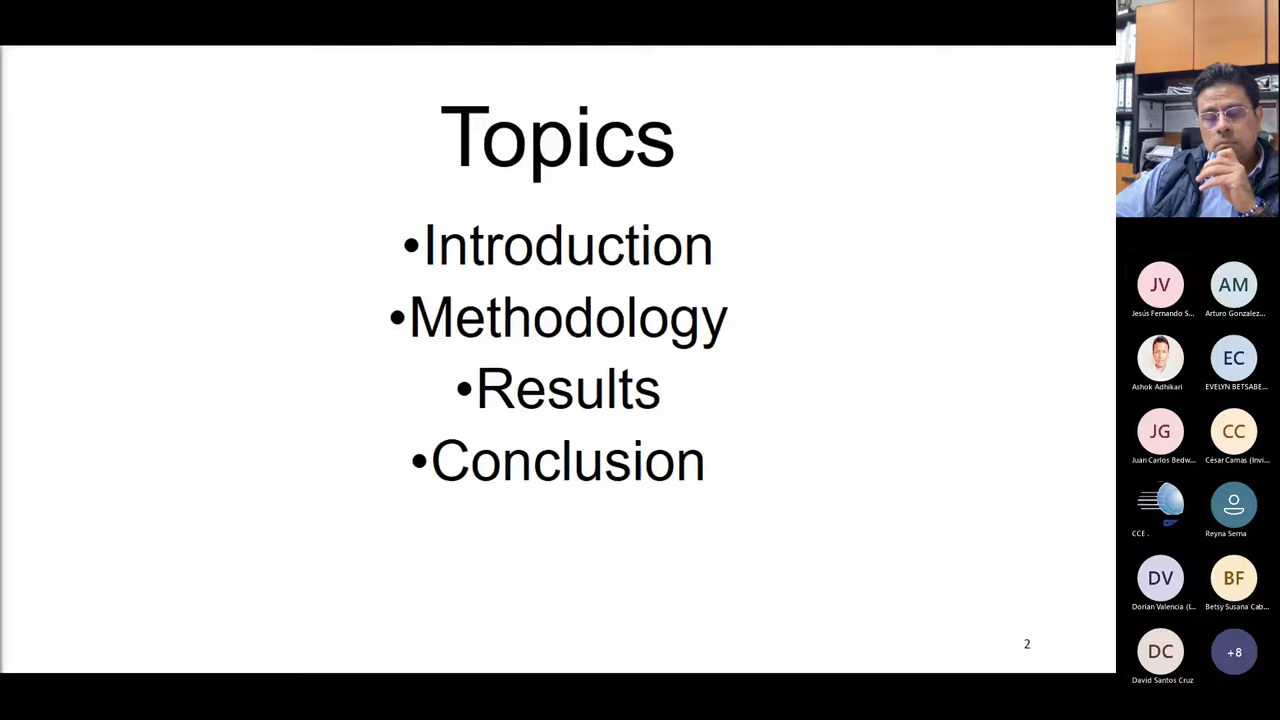 Topics
•Introduction
•Methodology
•Results
•Conclusion
2
JV
AM
Jesús Fernando S...
Arturo Gonzalez...
EC
Ashok Adhikari
EVELYN BETSABE...
JG
CC
Juan Carlos Bedw...
César Camas (Invi...
CCE .
Reyna Serna
DV
BF
Dorian Valencia (I...
Betsy Susana Cab...
DC
+8
David Santos Cruz